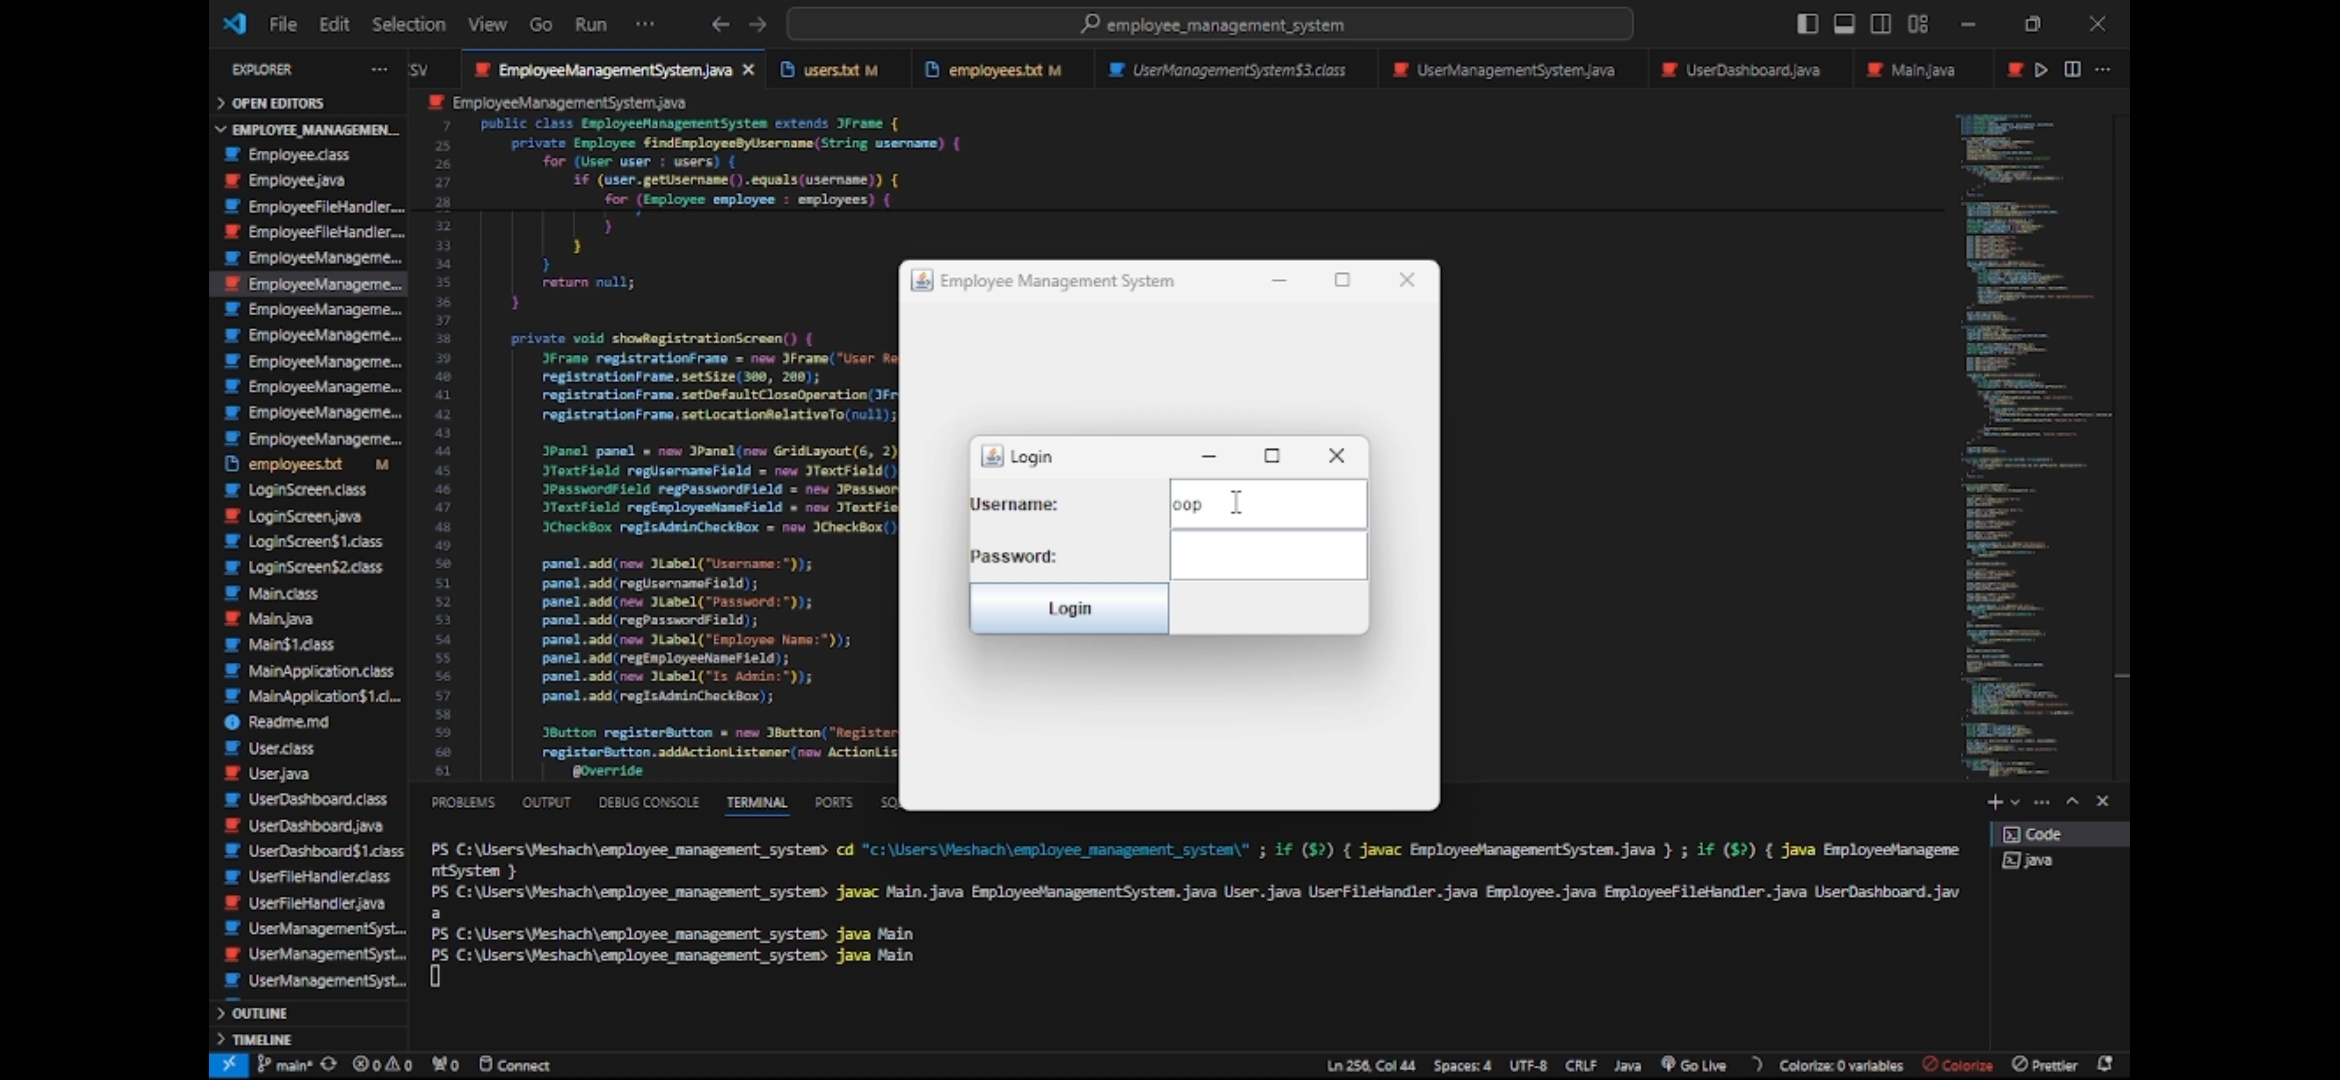 File Edit Selection View Go Run ··· employee_management_system
EXPLORER ··· SV EmployeeManagementSystem.java users.txt M employees.txt M UserManagementSystem$3.class UserManagementSystem.java UserDashboard.java Main.java ···
OPEN EDITORS
EMPLOYEE_MANAGEMEN...
Employee.class
Employee.java
EmployeeFileHandler....
EmployeeFileHandler....
EmployeeManageme...
EmployeeManageme...
EmployeeManageme...
EmployeeManageme...
EmployeeManageme...
EmployeeManageme...
EmployeeManageme...
EmployeeManageme...
employees.txt M
LoginScreen.class
LoginScreen.java
LoginScreen$1.class
LoginScreen$2.class
Main.class
Main.java
Main$1.class
MainApplication.class
MainApplication$1.cl...
Readme.md
User.class
User.java
UserDashboard.class
UserDashboard.java
UserDashboard$1.class
UserFileHandler.class
UserFileHandler.java
UserManagementSyst...
UserManagementSyst...
UserManagementSyst...
OUTLINE
TIMELINE
EmployeeManagementSystem.java
7 public class EmployeeManagementSystem extends JFrame {
25 private Employee findEmployeeByUsername(String username) {
26 for (User user : users) {
27 if (user.getUsername().equals(username)) {
28 for (Employee employee : employees) {
32 }
33 }
34 }
35 return null;
36 }
37
38 private void showRegistrationScreen() {
39 JFrame registrationFrame = new JFrame("User Re
40 registrationFrame.setSize(300, 200);
41 registrationFrame.setDefaultCloseOperation(JFr
42 registrationFrame.setLocationRelativeTo(null);
43
44 JPanel panel = new JPanel(new GridLayout(6, 2)
45 JTextField regUsernameField = new JTextField()
46 JPasswordField regPasswordField = new JPasswor
47 JTextField regEmployeeNameField = new JTextFie
48 JCheckBox regIsAdminCheckBox = new JCheckBox()
49
50 panel.add(new JLabel("Username:"));
51 panel.add(regUsernameField);
52 panel.add(new JLabel("Password:"));
53 panel.add(regPasswordField);
54 panel.add(new JLabel("Employee Name:"));
55 panel.add(regEmployeeNameField);
56 panel.add(new JLabel("Is Admin:"));
57 panel.add(regIsAdminCheckBox);
58
59 JButton registerButton = new JButton("Register
60 registerButton.addActionListener(new ActionLis
61 @Override
Employee Management System
Login
Username: oop
Password:
Login
PROBLEMS OUTPUT DEBUG CONSOLE TERMINAL PORTS SQ
PS C:\Users\Meshach\employee_management_system> cd "c:\Users\Meshach\employee_management_system\" ; if ($?) { javac EmployeeManagementSystem.java } ; if ($?) { java EmployeeManageme
ntSystem }
PS C:\Users\Meshach\employee_management_system> javac Main.java EmployeeManagementSystem.java User.java UserFileHandler.java Employee.java EmployeeFileHandler.java UserDashboard.jav
a
PS C:\Users\Meshach\employee_management_system> java Main
PS C:\Users\Meshach\employee_management_system> java Main
Code
java
main* 0 0 0 Connect Ln 256, Col 44 Spaces: 4 UTF-8 CRLF Java Go Live Colorize: 0 variables Colorize Prettier